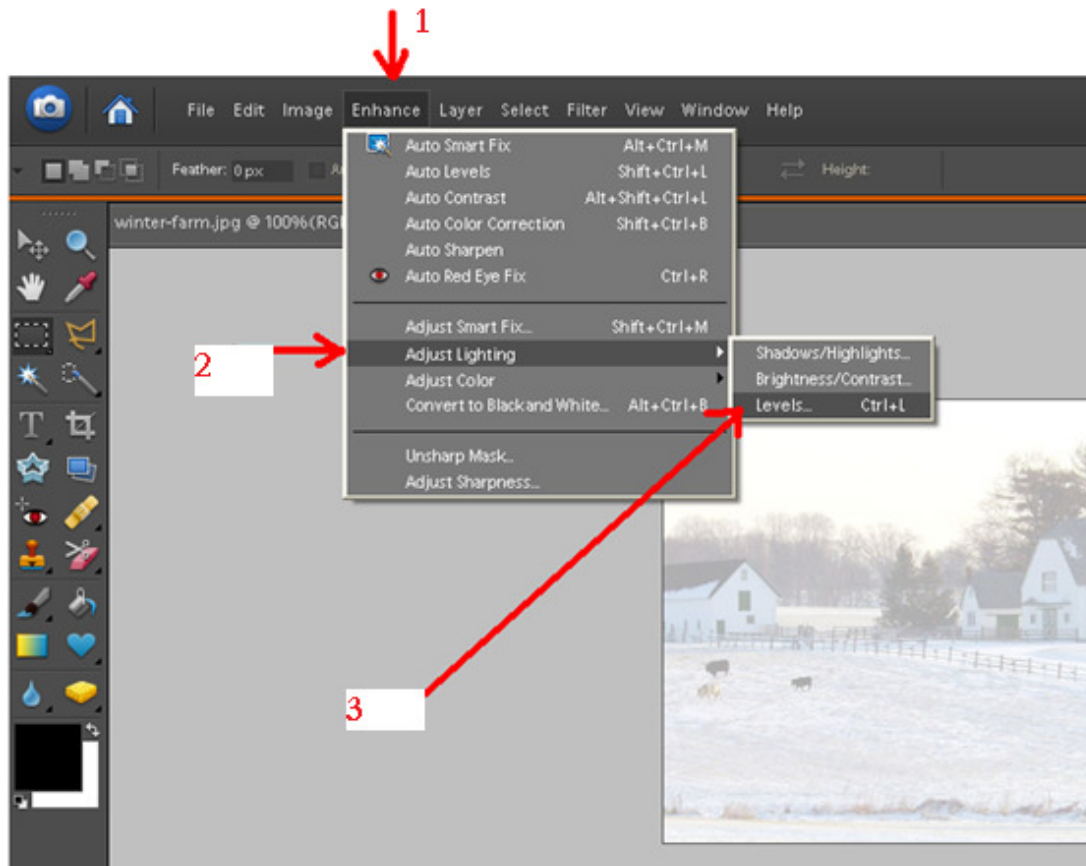 1
File Edit Image Enhance Layer Select Filter View Window Help
Feather: 0 px
Height:
winter-farm.jpg @ 100%(RG
Auto Smart Fix Alt+Ctrl+M
Auto Levels Shift+Ctrl+L
Auto Contrast Alt+Shift+Ctrl+L
Auto Color Correction Shift+Ctrl+B
Auto Sharpen
Auto Red Eye Fix Ctrl+R
Adjust Smart Fix... Shift+Ctrl+M
2
Adjust Lighting
Adjust Color
Convert to Black and White... Alt+Ctrl+B
Unsharp Mask...
Adjust Sharpness...
Shadows/Highlights...
Brightness/Contrast...
Levels... Ctrl+L
3